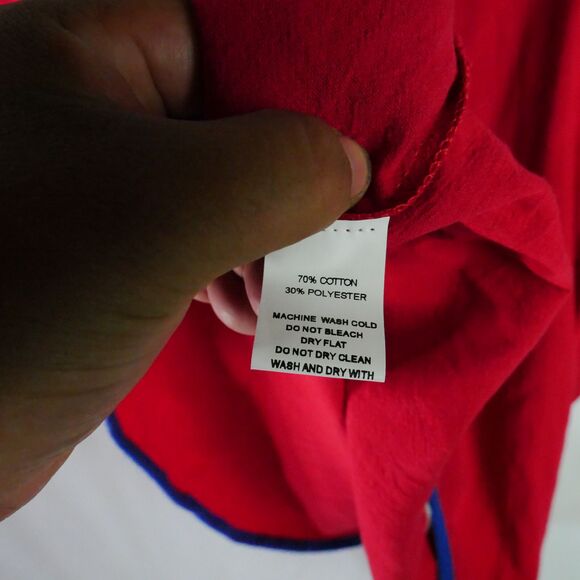 70% COTTON
30% POLYESTER
MACHINE WASH COLD
DO NOT BLEACH
DRY FLAT
DO NOT DRY CLEAN
WASH AND DRY WITH